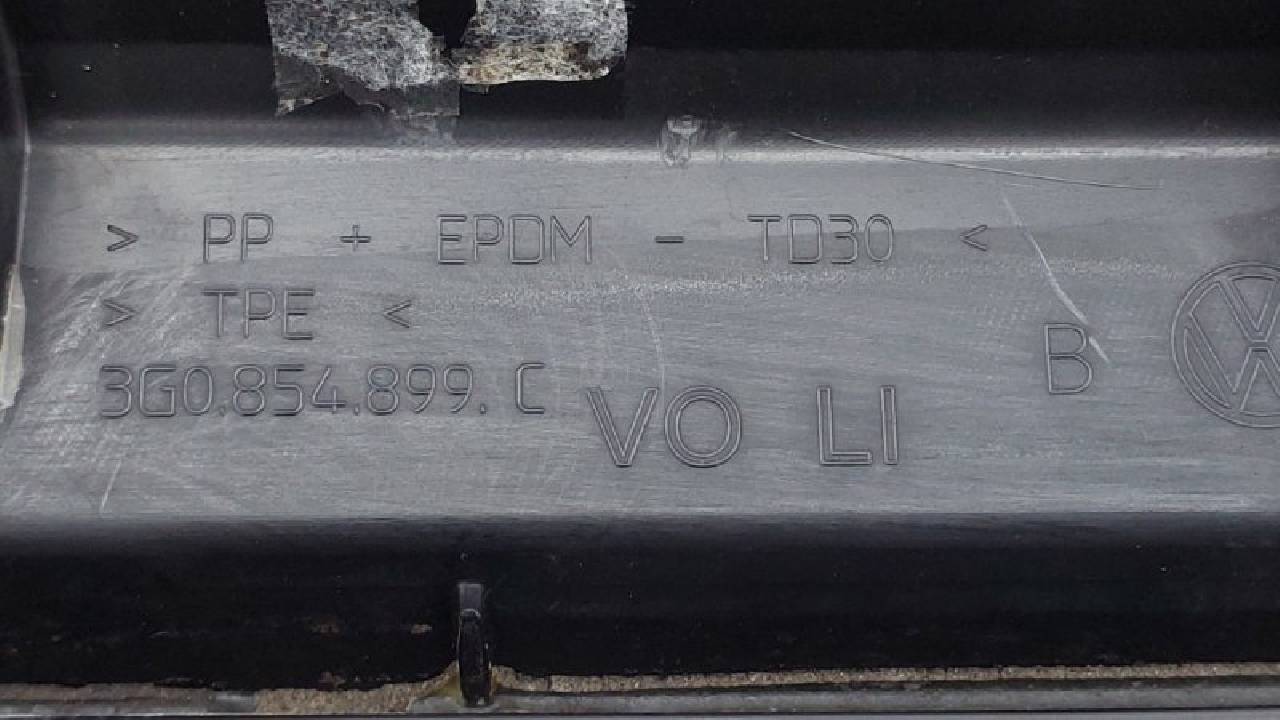 > PP + EPDM - TD30 <
> TPE <
3G0.854.899. C
VO LI
B